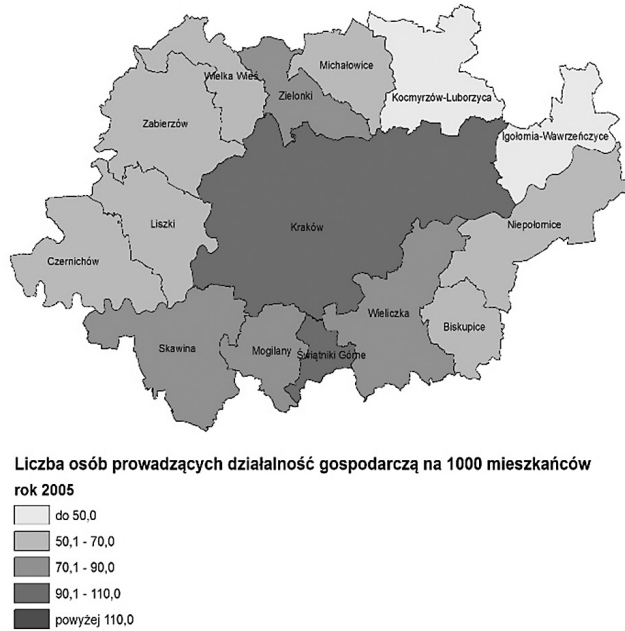 Michałowice
Wielka Wieś
Zielonki
Kocmyrzów-Luborzyca
Zabierzów
Igołomia-Wawrzeńczyce
Liszki
Kraków
Niepołomice
Czernichów
Wieliczka
Biskupice
Skawina
Mogilany
Świątniki Górne
Liczba osób prowadzących działalność gospodarczą na 1000 mieszkańców
rok 2005
do 50,0
50,1 - 70,0
70,1 - 90,0
90,1 - 110,0
powyżej 110,0